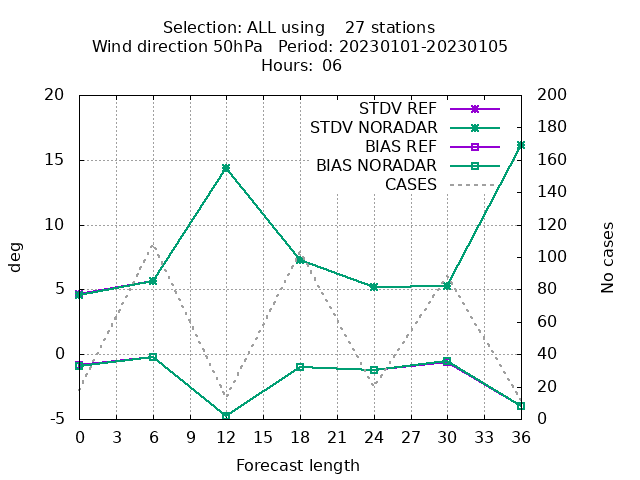 Selection: ALL using    27 stations
Wind direction 50hPa   Period: 20230101-20230105
Hours:  06
20
15
10
5
0
-5
deg
200
180
160
140
120
100
80
60
40
20
0
No cases
STDV REF
STDV NORADAR
BIAS REF
BIAS NORADAR
CASES
0 3 6 9 12 15 18 21 24 27 30 33 36
Forecast length